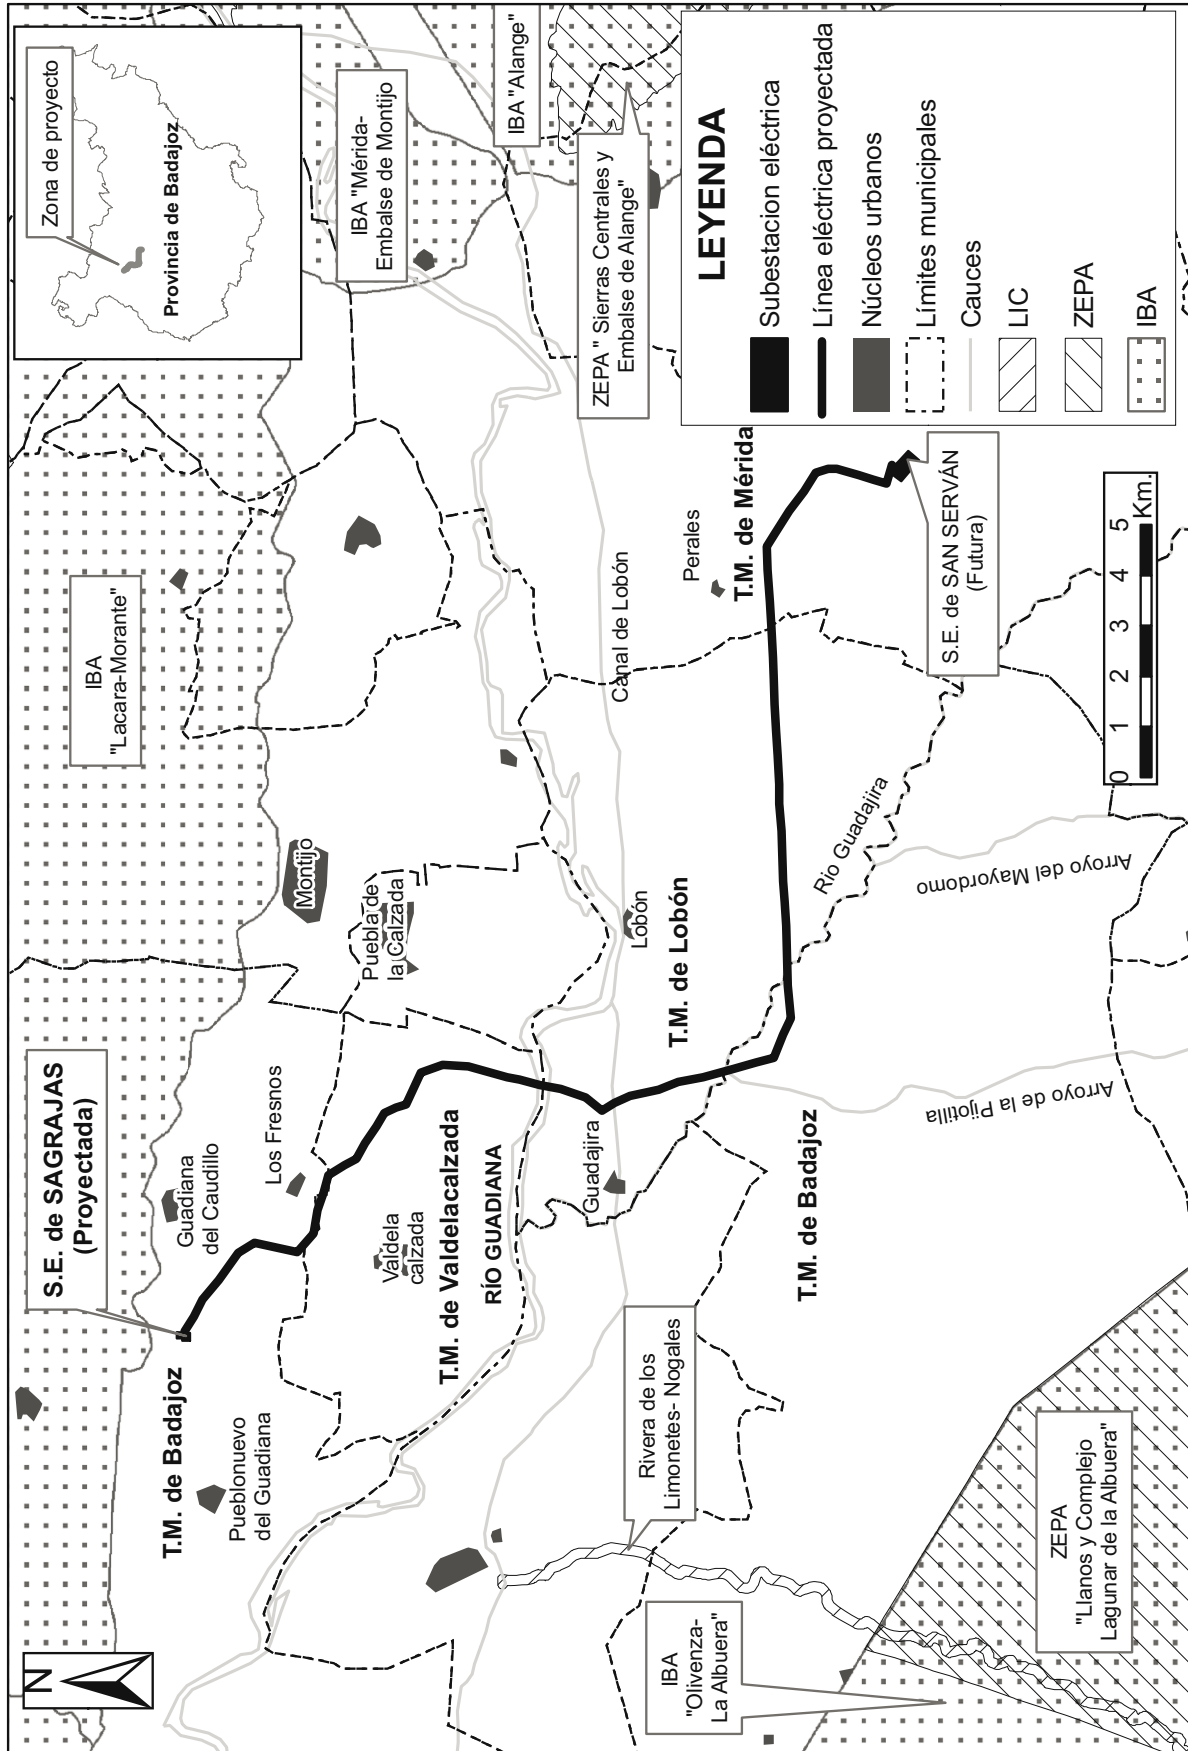 N
S.E. de SAGRAJAS
(Proyectada)
IBA
"Lacara-Morante"
Zona de proyecto
Provincia de Badajoz
IBA "Mérida-
Embalse de Montijo
IBA "Alange"
ZEPA " Sierras Centrales y
Embalse de Alange"
T.M. de Badajoz
Pueblonuevo
del Guadiana
Guadiana
del Caudillo
Los Fresnos
Montijo
Puebla de
la Calzada
Valdela
calzada
T.M. de Valdelacalzada
RÍO GUADIANA
Guadajira
Lobón
Canal de Lobón
T.M. de Lobón
Perales
T.M. de Mérida
Rivera de los
Limonetes- Nogales
T.M. de Badajoz
Rio Guadajira
Arroyo del Mayordomo
Arroyo de la Pijotilla
S.E. de SAN SERVÁN
(Futura)
IBA
"Olivenza-
La Albuera"
ZEPA
"Llanos y Complejo
Lagunar de la Albuera"
0 1 2 3 4 5
Km.
LEYENDA
Subestacion eléctrica
Línea eléctrica proyectada
Núcleos urbanos
Límites municipales
Cauces
LIC
ZEPA
IBA